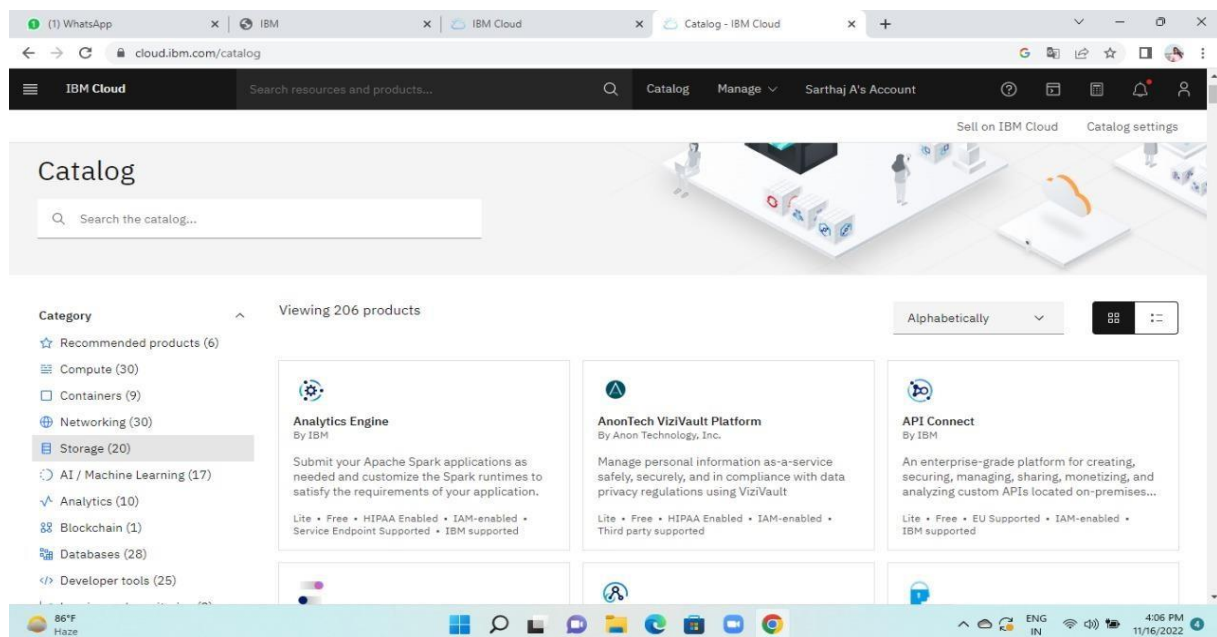 (1) WhatsApp
IBM
IBM Cloud
Catalog - IBM Cloud
cloud.ibm.com/catalog
IBM Cloud
Search resources and products...
Catalog
Manage
Sarthaj A's Account
Sell on IBM Cloud
Catalog settings
Catalog
Search the catalog...
Category
Recommended products (6)
Compute (30)
Containers (9)
Networking (30)
Storage (20)
AI / Machine Learning (17)
Analytics (10)
Blockchain (1)
Databases (28)
Developer tools (25)
Viewing 206 products
Alphabetically
Analytics Engine
By IBM
Submit your Apache Spark applications as
needed and customize the Spark runtimes to
satisfy the requirements of your application.
Lite • Free • HIPAA Enabled • IAM-enabled •
Service Endpoint Supported • IBM supported
AnonTech ViziVault Platform
By Anon Technology, Inc.
Manage personal information as-a-service
safely, securely, and in compliance with data
privacy regulations using ViziVault
Lite • Free • HIPAA Enabled • IAM-enabled •
Third party supported
API Connect
By IBM
An enterprise-grade platform for creating,
securing, managing, sharing, monetizing, and
analyzing custom APIs located on-premises...
Lite • Free • EU Supported • IAM-enabled •
IBM supported
86°F
Haze
ENG
IN
4:06 PM
11/16/2022
4